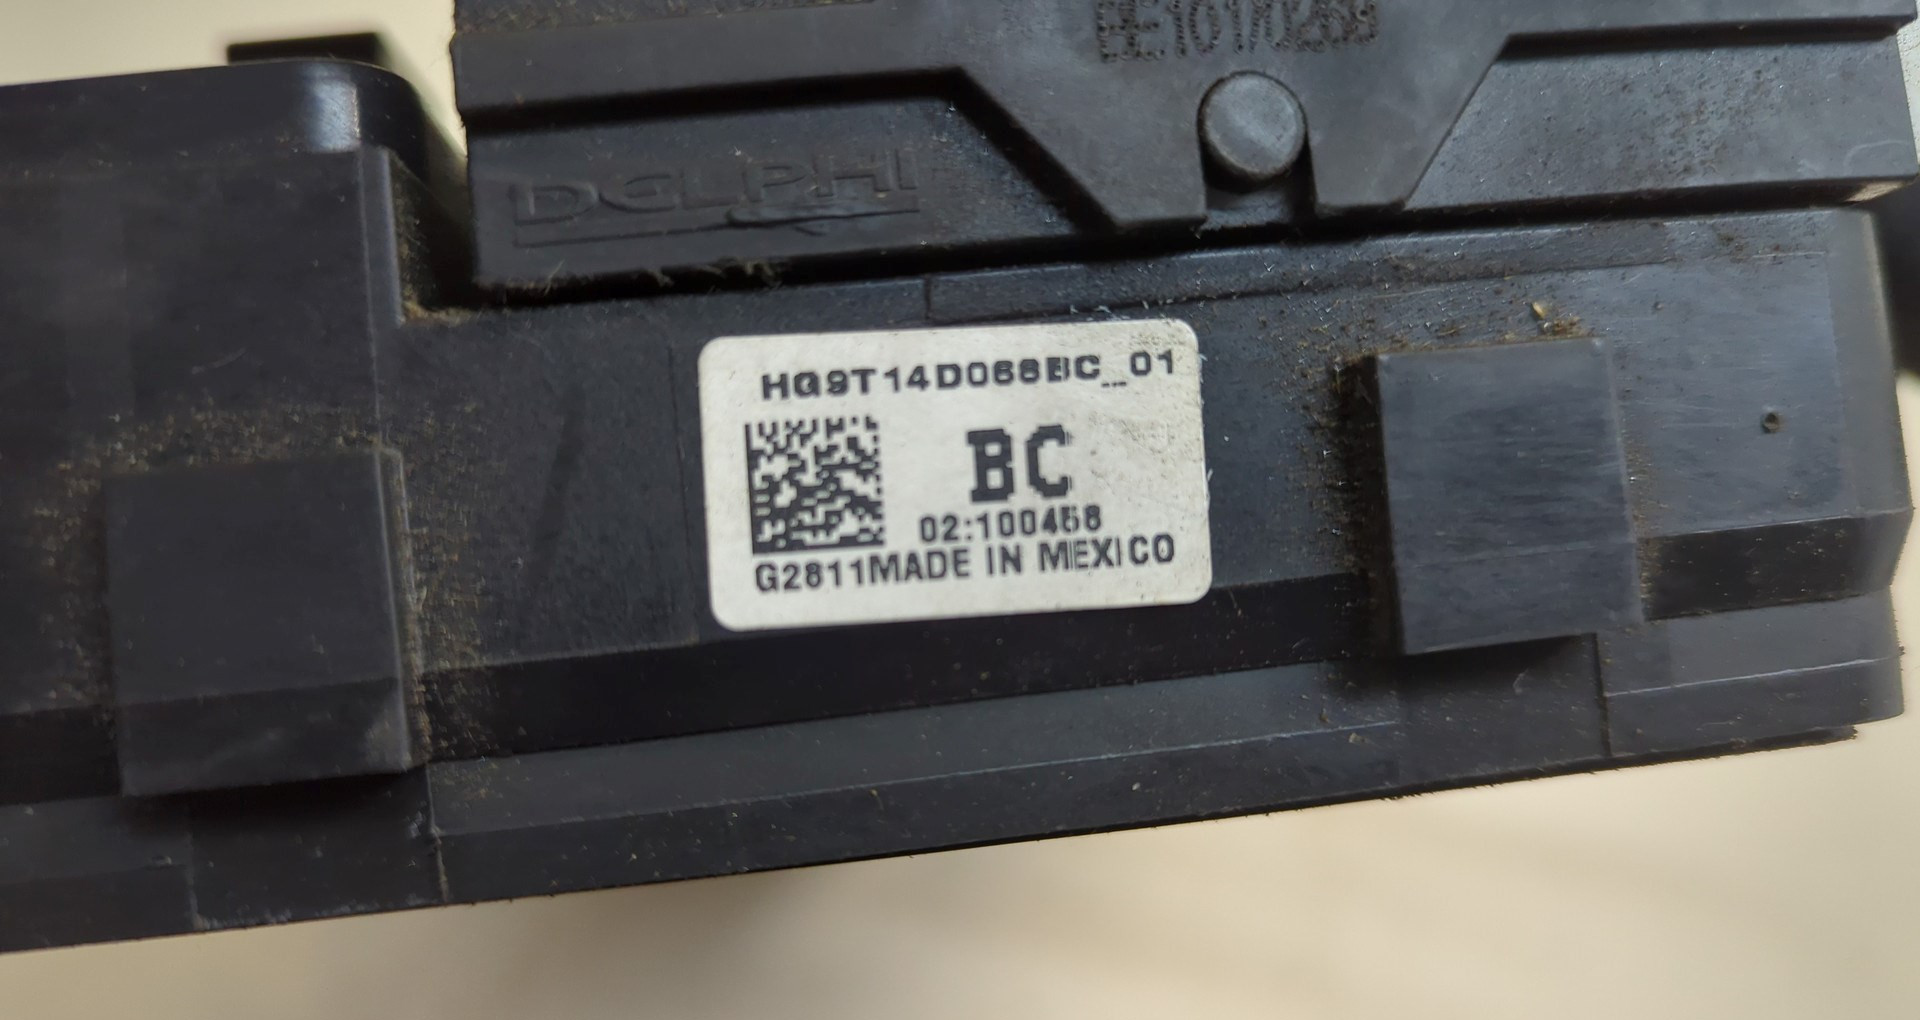 DELPHI
HG9T14D068BC_01
BC
02:100458
G2811MADE IN MEXICO